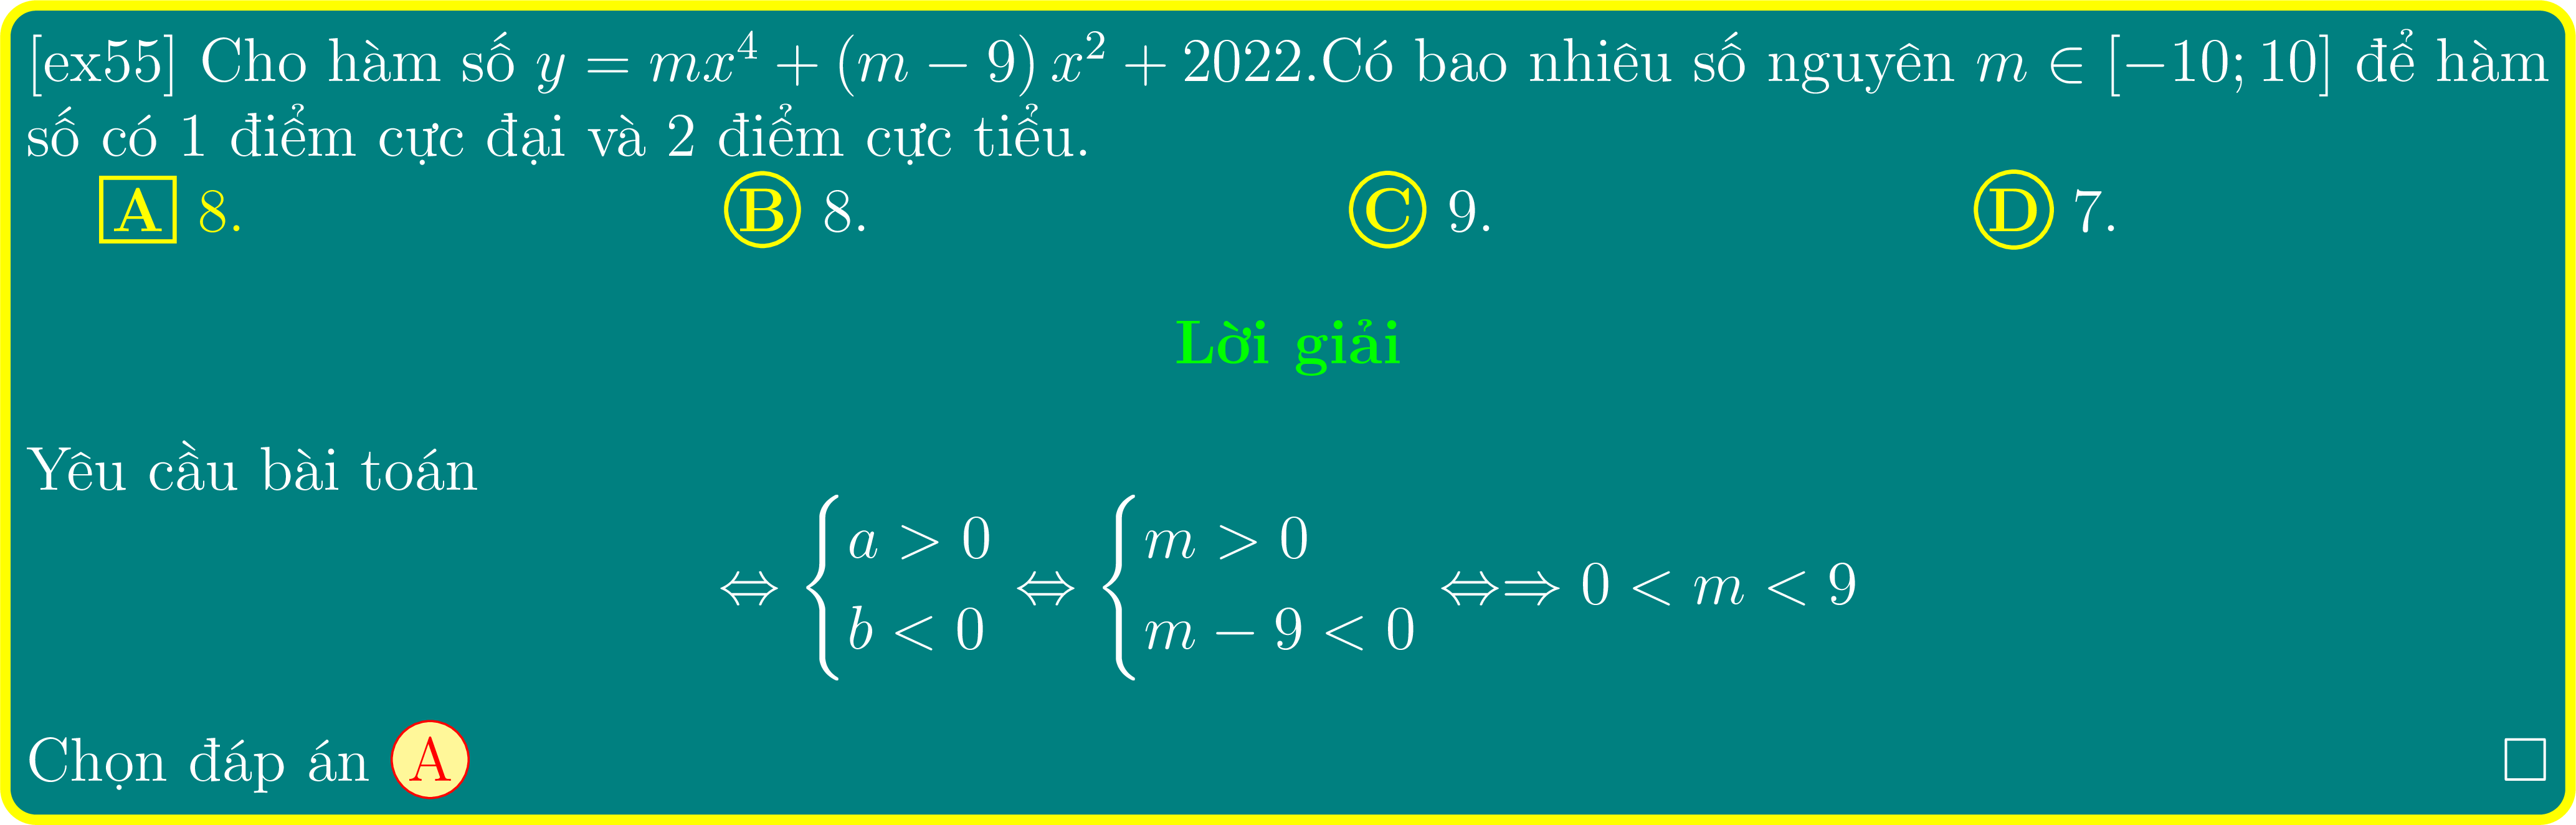 [ex55] Cho hàm số $y = mx^4 + (m - 9) x^2 + 2022$.Có bao nhiêu số nguyên $m \in [-10; 10]$ để hàm
số có 1 điểm cực đại và 2 điểm cực tiểu.
A 8. B 8. C 9. D 7.
Lời giải
Yêu cầu bài toán
$\Leftrightarrow \begin{cases} a > 0 \\ b < 0 \end{cases} \Leftrightarrow \begin{cases} m > 0 \\ m - 9 < 0 \end{cases} \Leftrightarrow \Rightarrow 0 < m < 9$
Chọn đáp án A □